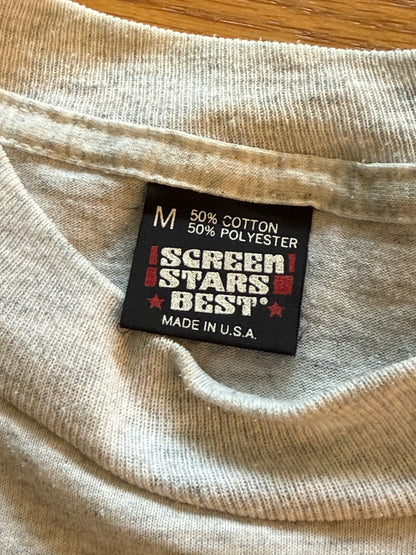 M 50% COTTON
50% POLYESTER
SCREEN
STARS
BEST®
MADE IN U.S.A.